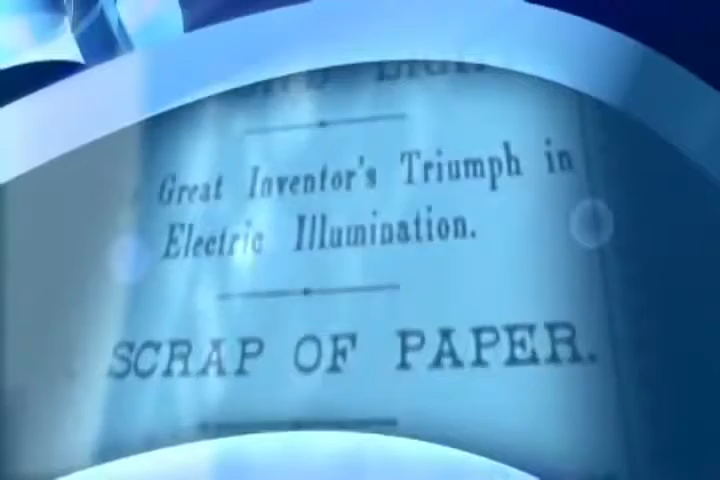 Great Inventor's Triumph in
Electric Illumination.
SCRAP OF PAPER.